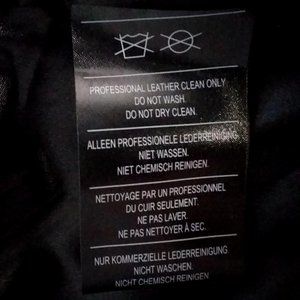 PROFESSIONAL LEATHER CLEAN ONLY
DO NOT WASH.
DO NOT DRY CLEAN.
ALLEEN PROFESSIONELE LEDERREINIGING
NIET WASSEN.
NIET CHEMISCH REINIGEN.
NETTOYAGE PAR UN PROFESSIONNEL
DU CUIR SEULEMENT.
NE PAS LAVER.
NE PAS NETTOYER À SEC.
NUR KOMMERZIELLE LEDERREINIGUNG
NICHT WASCHEN.
NICHT CHEMISCH REINIGEN